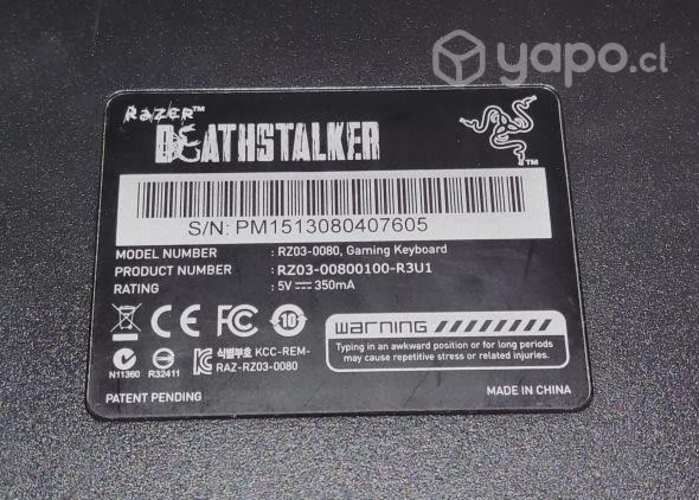 yapo.cl
RAZER™
DEATHSTALKER
TM
S/N: PM1513080407605
MODEL NUMBER : RZ03-0080, Gaming Keyboard
PRODUCT NUMBER : RZ03-00800100-R3U1
RATING : 5V ⎓ 350mA
CE FC 10
warning
Typing in an awkward position or for long periods
may cause repetitive stress or related injuries.
N11360 R32411
식별부호 KCC-REM-
RAZ-RZ03-0080
PATENT PENDING
MADE IN CHINA